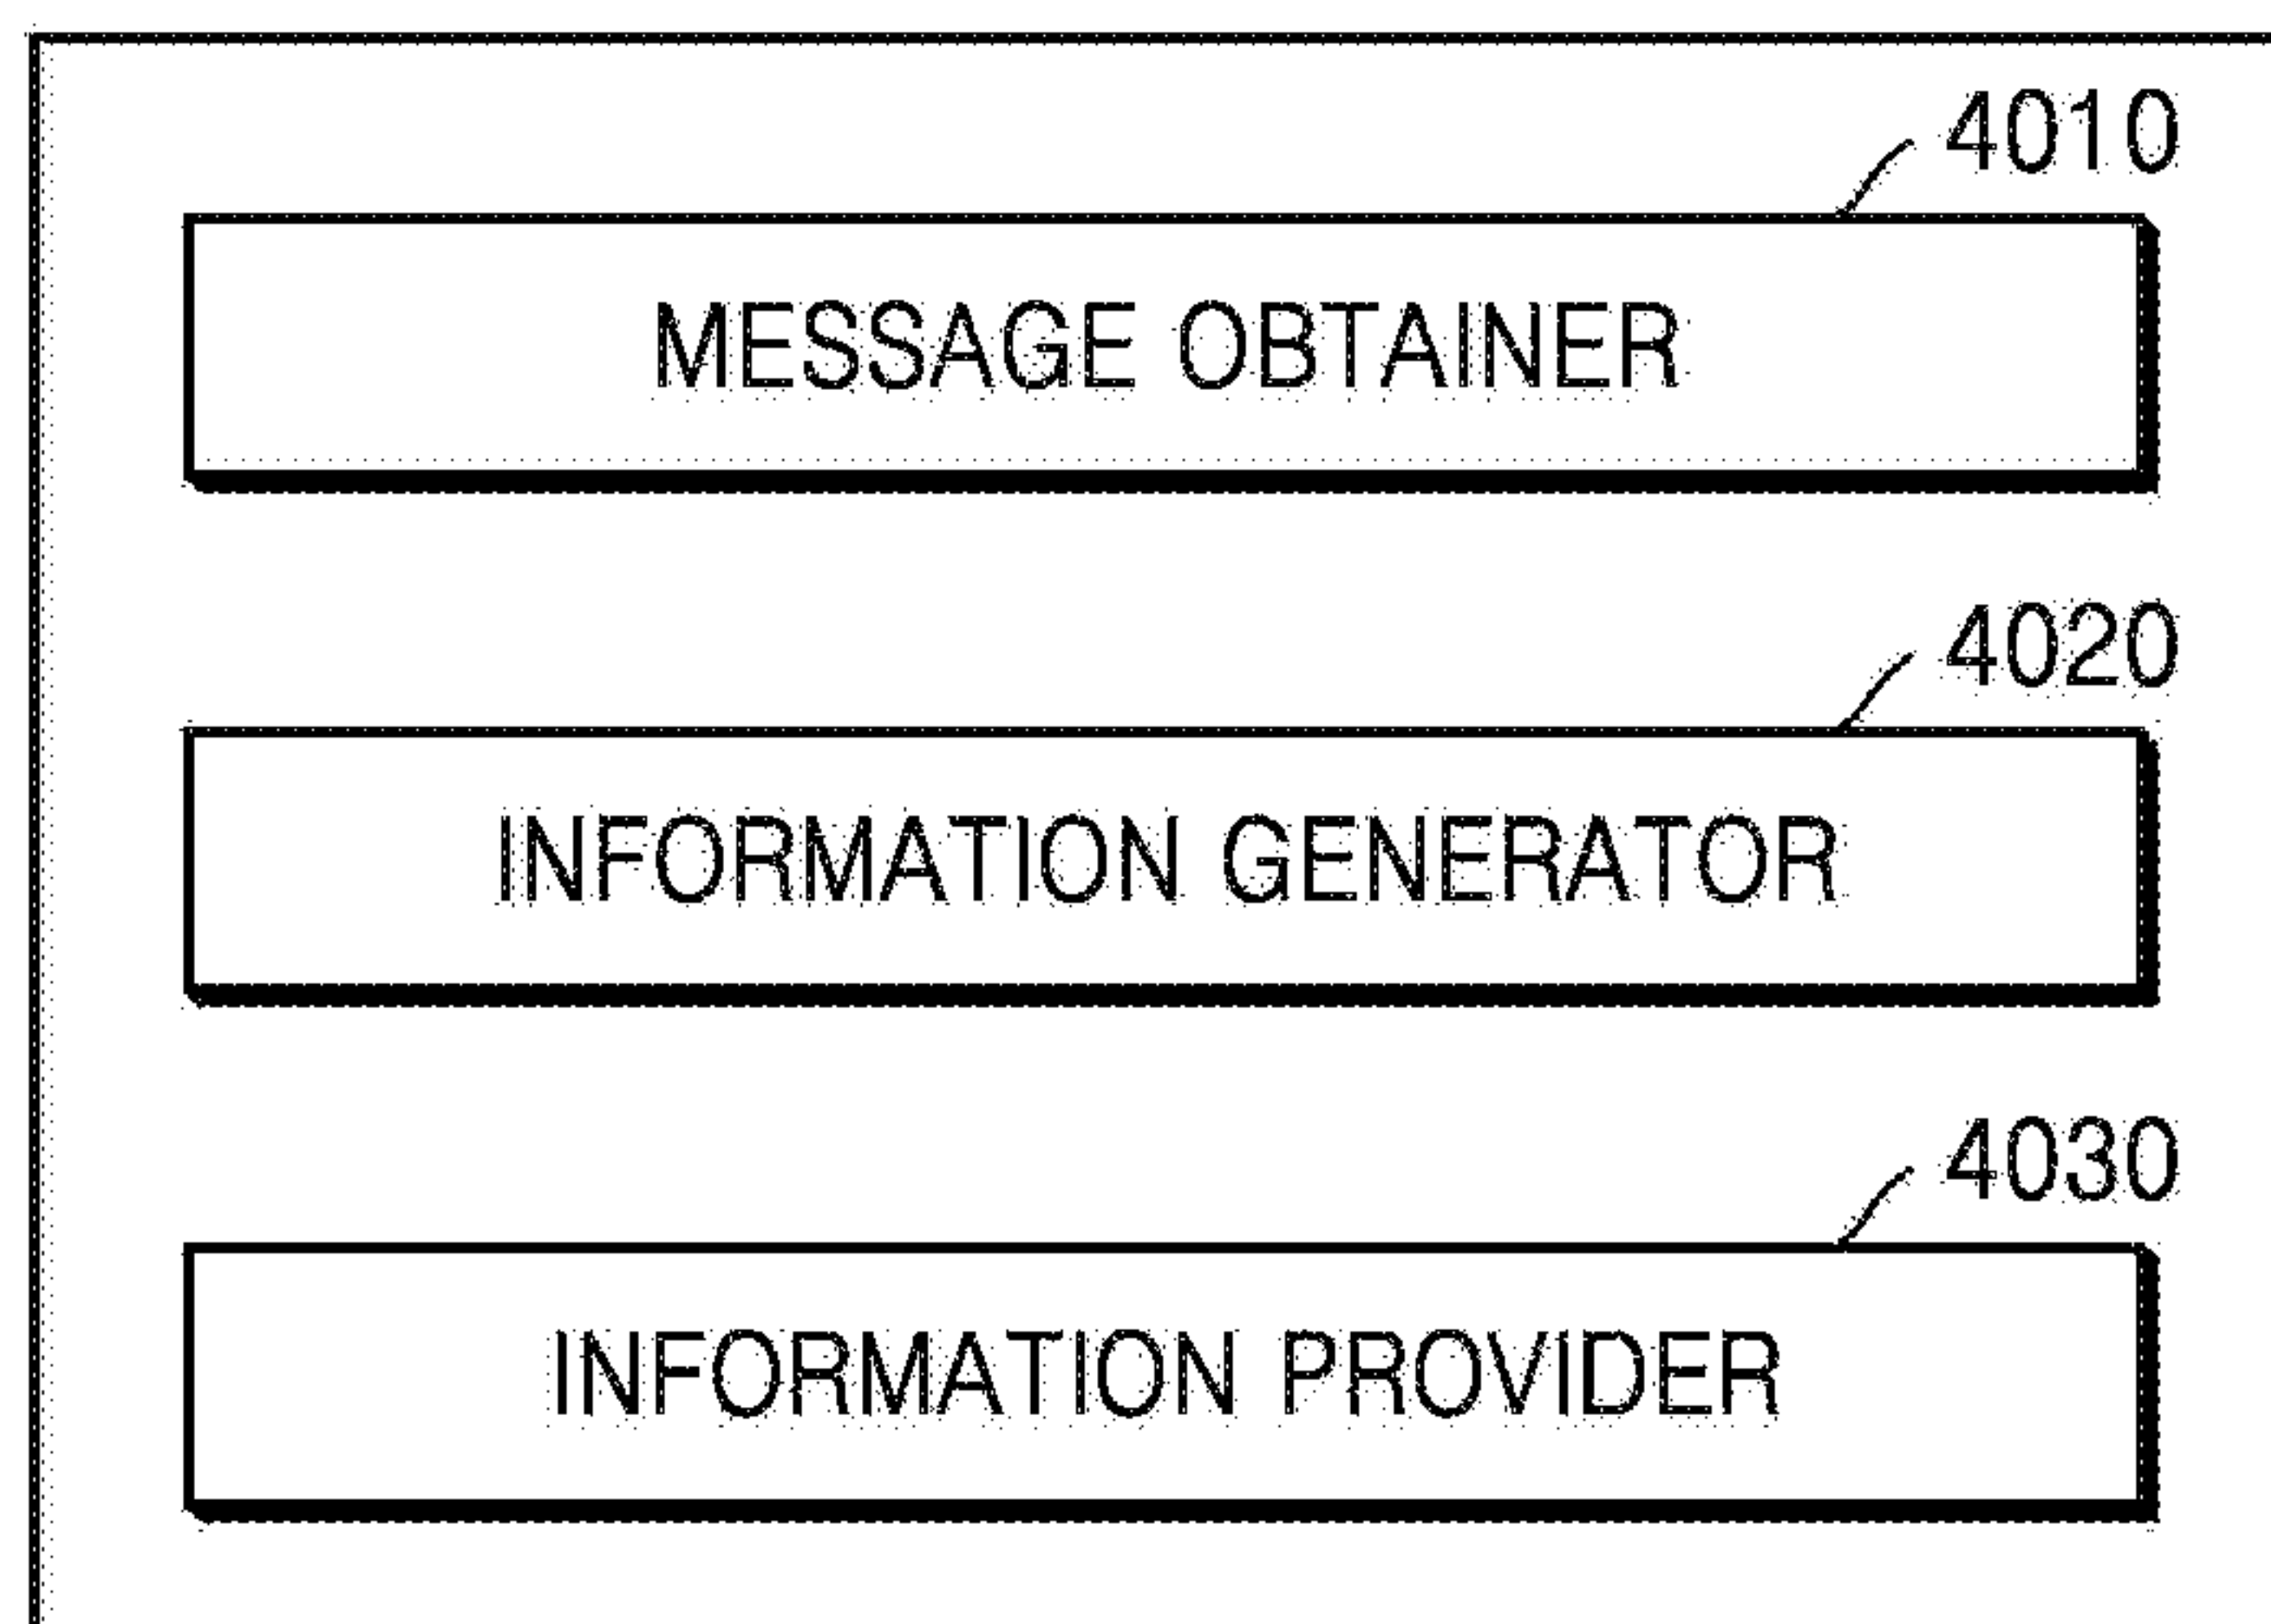 4010
MESSAGE OBTAINER
4020
INFORMATION GENERATOR
4030
INFORMATION PROVIDER